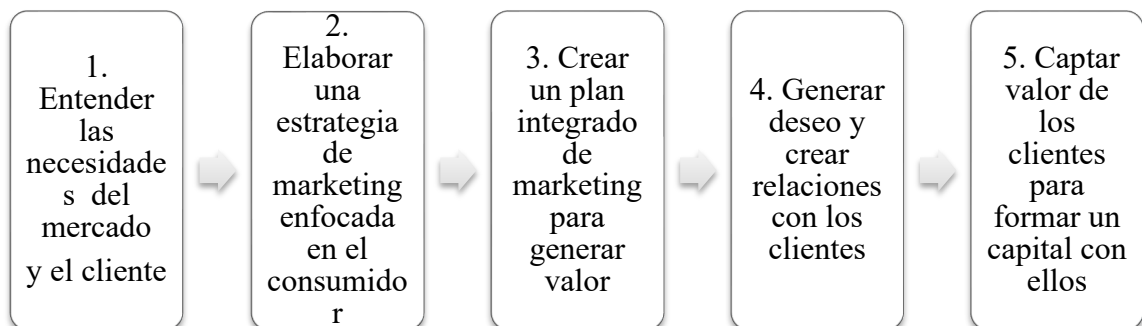 1.
Entender
las
necesidade
s del
mercado
y el cliente
2.
Elaborar
una
estrategia
de
marketing
enfocada
en el
consumido
r
3. Crear
un plan
integrado
de
marketing
para
generar
valor
4. Generar
deseo y
crear
relaciones
con los
clientes
5. Captar
valor de
los
clientes
para
formar un
capital con
ellos